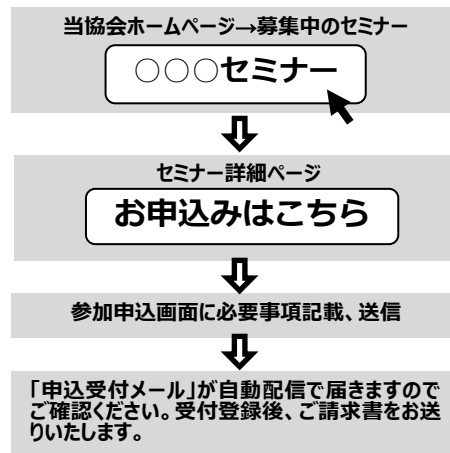 当協会ホームページ→募集中のセミナー
○○○セミナー
セミナー詳細ページ
お申込みはこちら
参加申込画面に必要事項記載、送信
「申込受付メール」が自動配信で届きますので
ご確認ください。受付登録後、ご請求書をお送
りいたします。